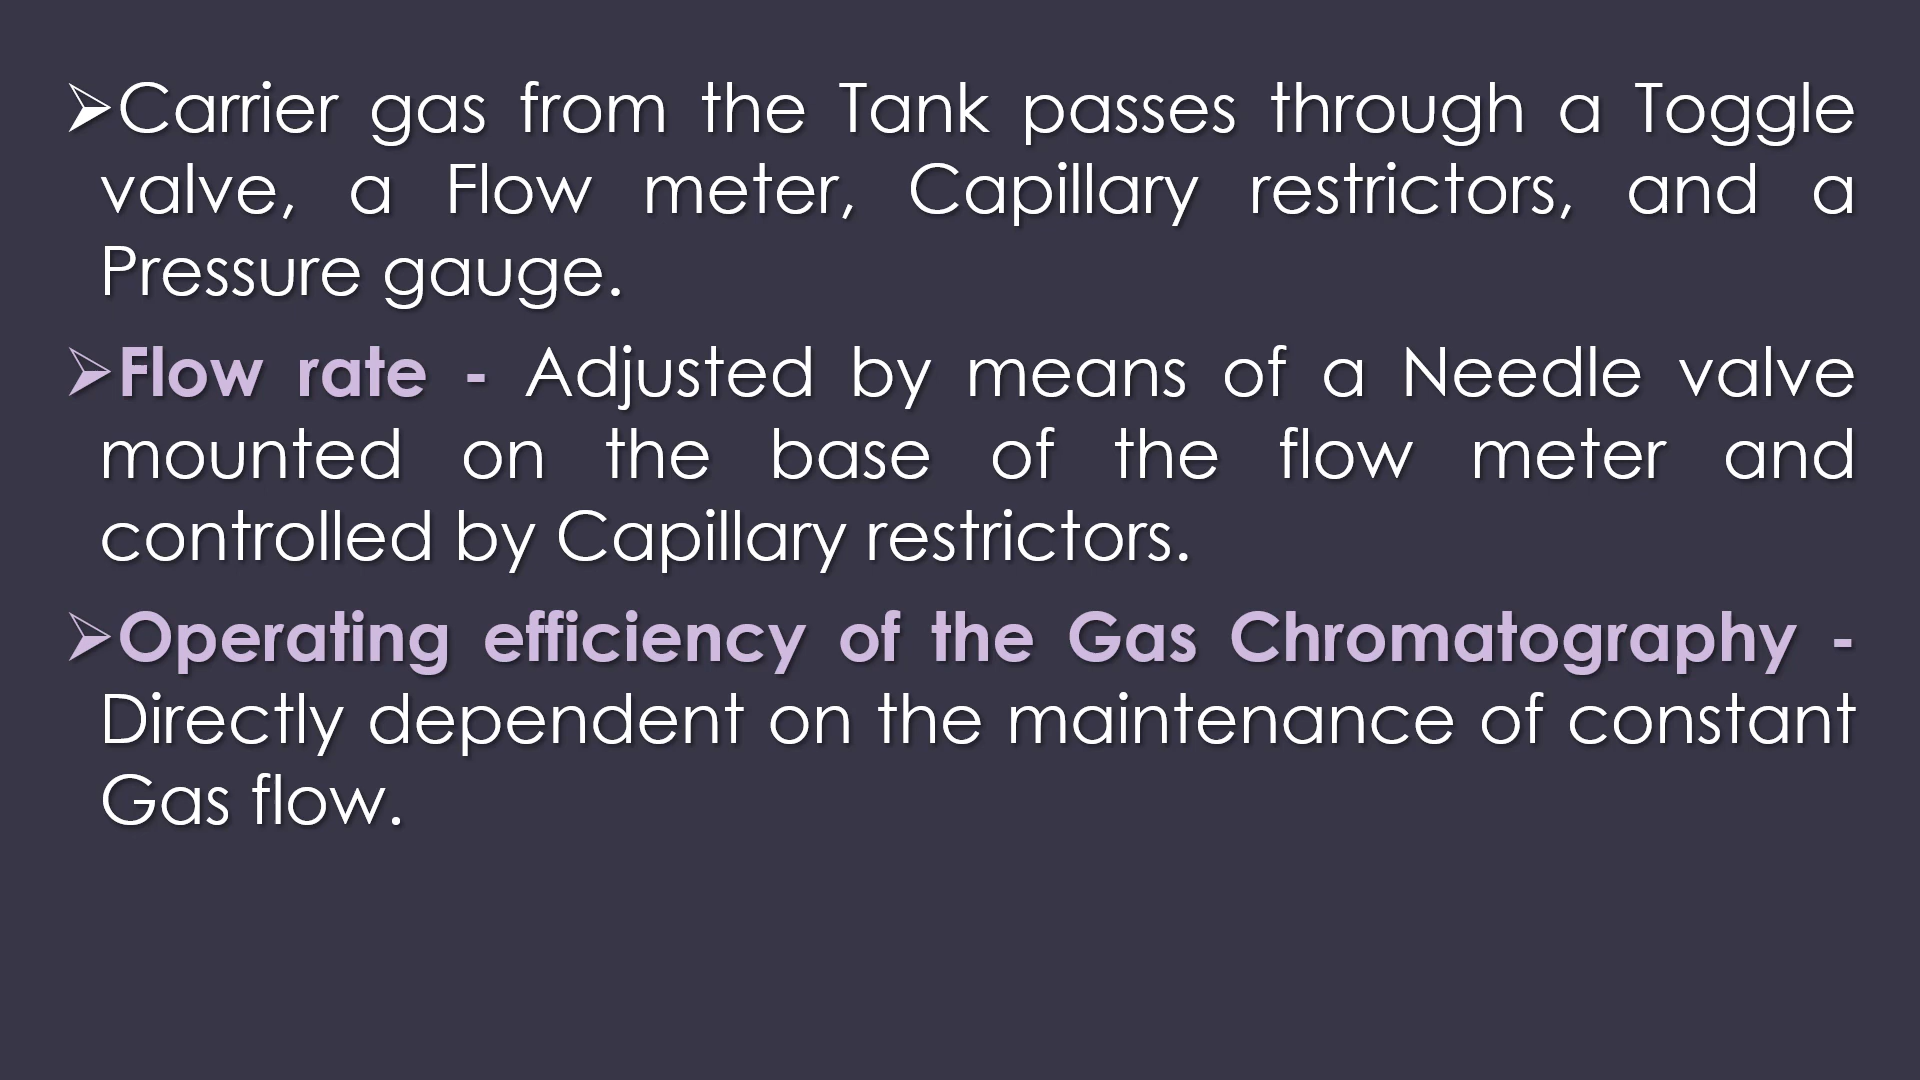 ➢Carrier gas from the Tank passes through a Toggle
valve, a Flow meter, Capillary restrictors, and a
Pressure gauge.
➢Flow rate - Adjusted by means of a Needle valve
mounted on the base of the flow meter and
controlled by Capillary restrictors.
➢Operating efficiency of the Gas Chromatography -
Directly dependent on the maintenance of constant
Gas flow.